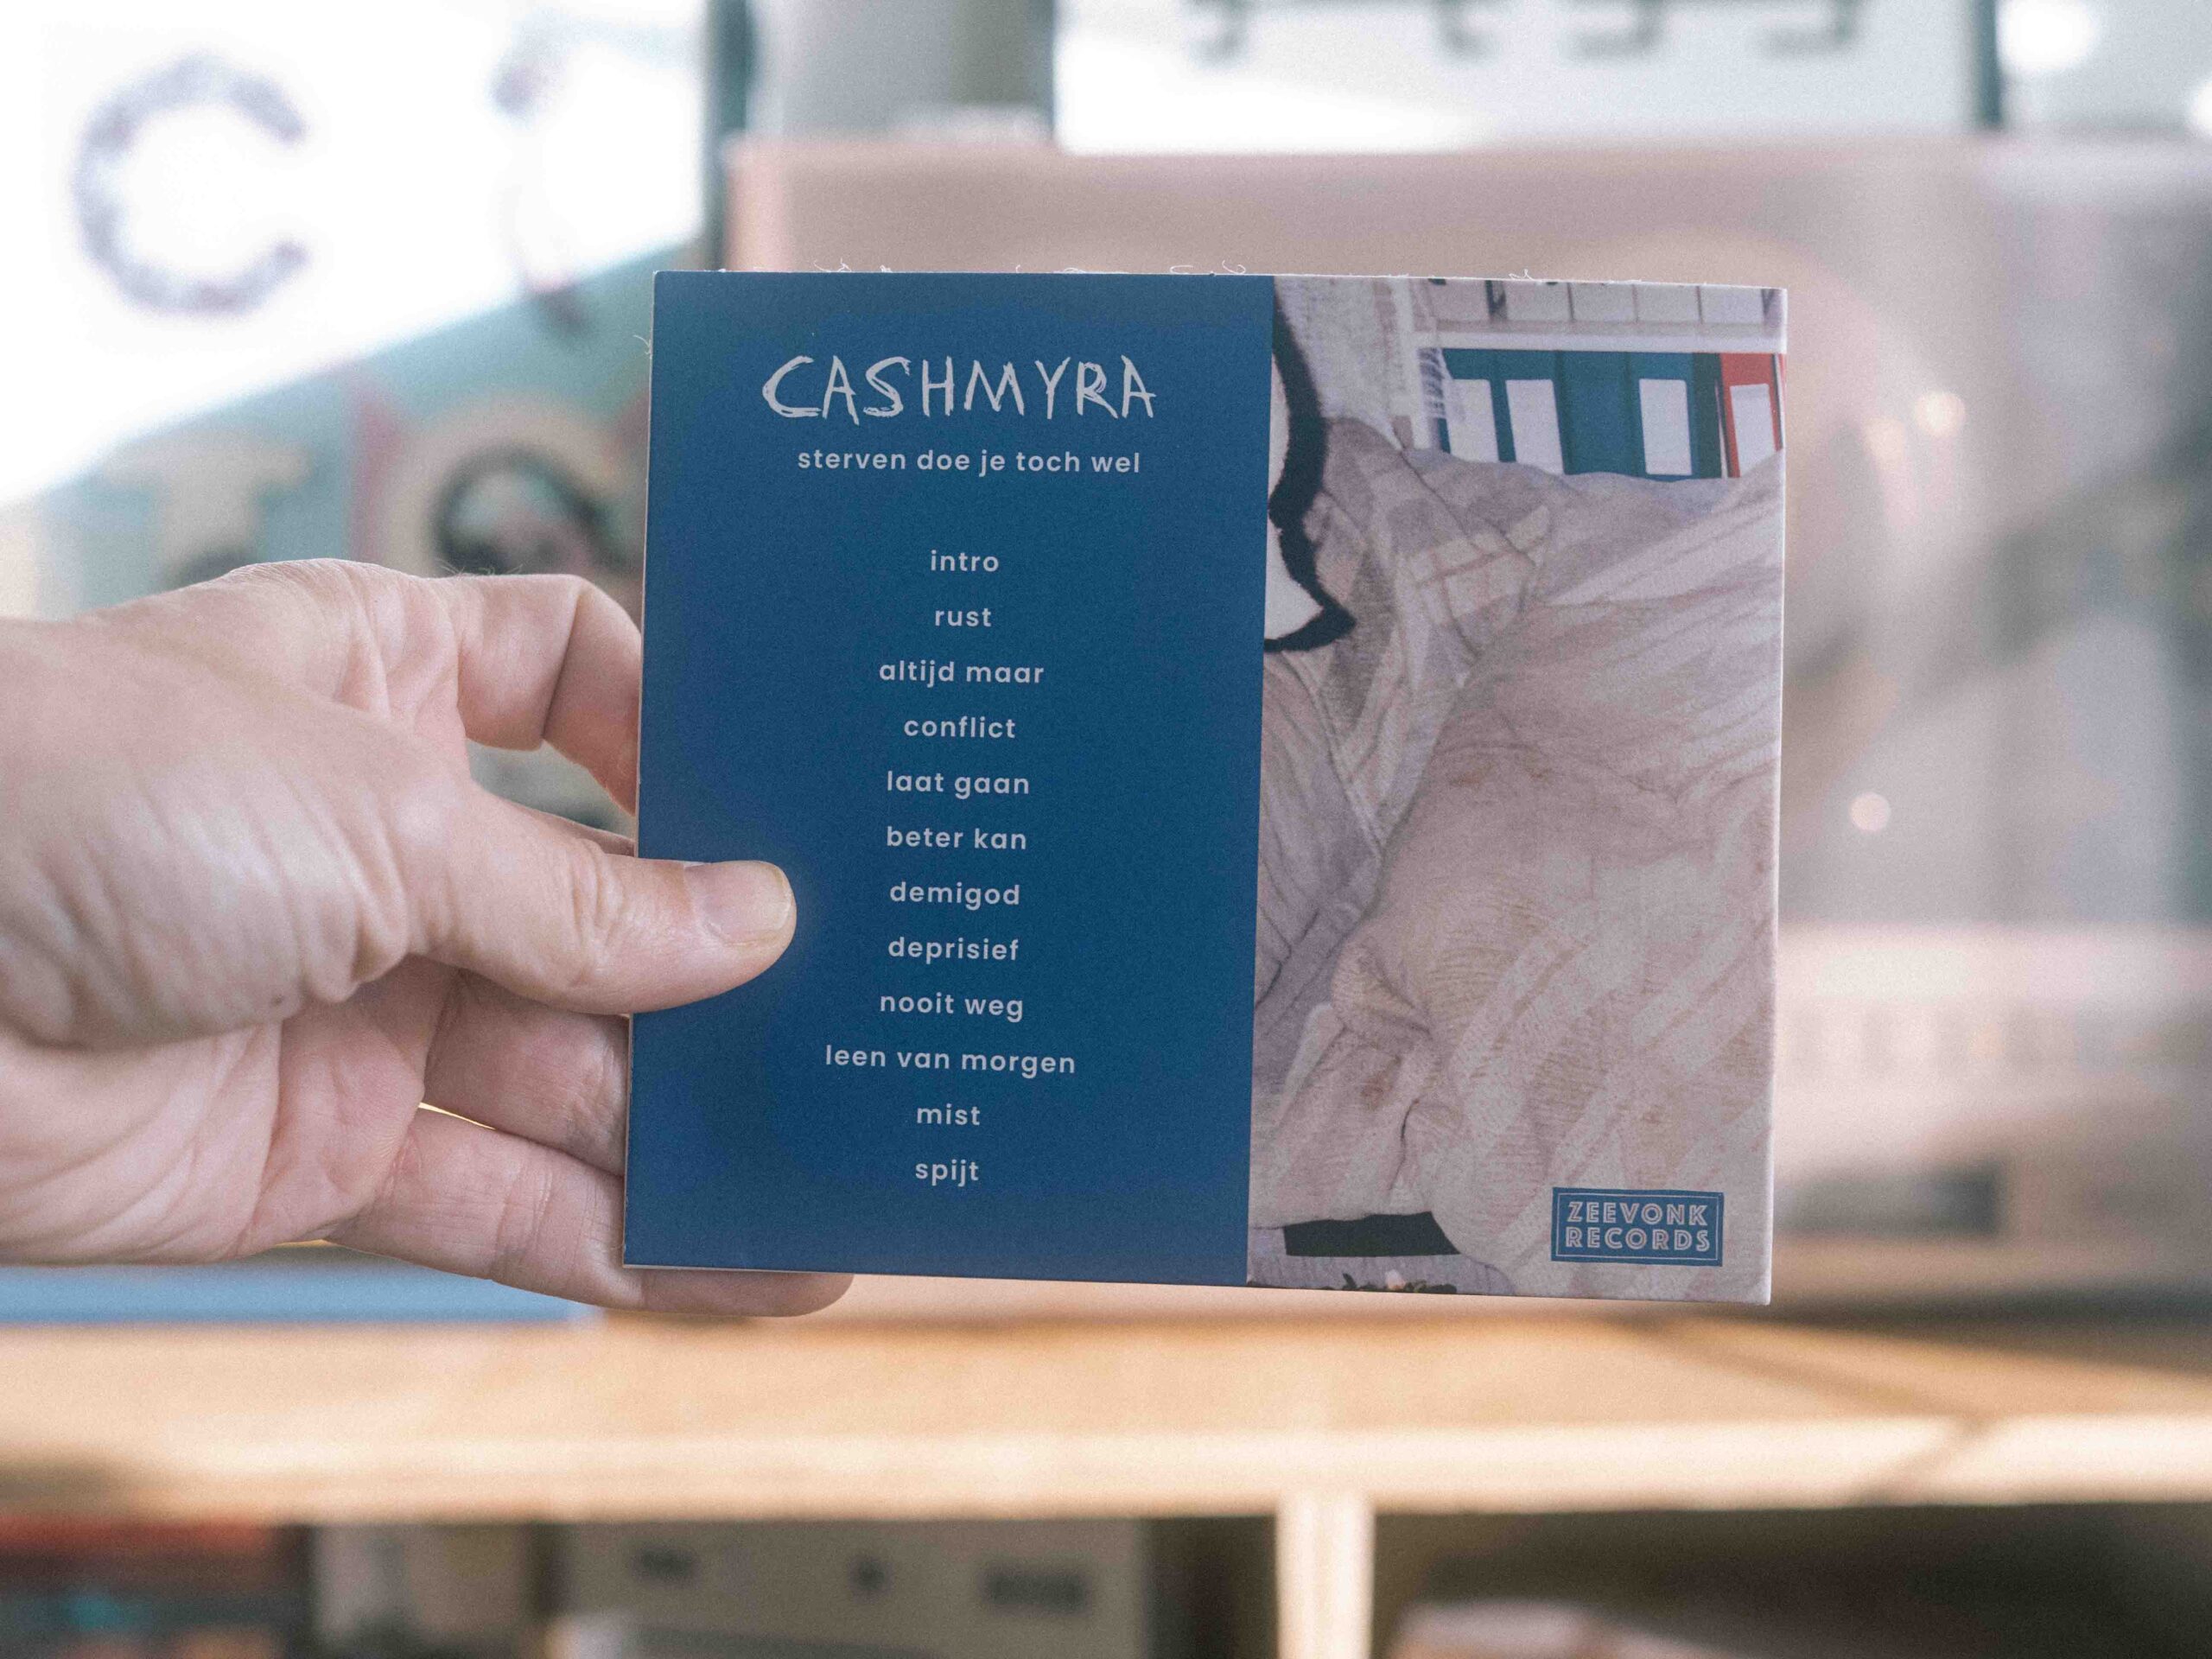 CASHMYRA
sterven doe je toch wel
intro
rust
altijd maar
conflict
laat gaan
beter kan
demigod
deprisief
nooit weg
leen van morgen
mist
spijt
ZEEVONK
RECORDS